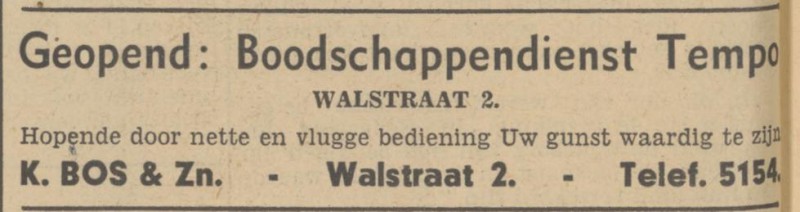 Geopend: Boodschappendienst Tempo
WALSTRAAT 2.
Hopende door nette en vlugge bediening Uw gunst waardig te zijn
K. BOS & Zn. - Walstraat 2. - Telef. 5154.